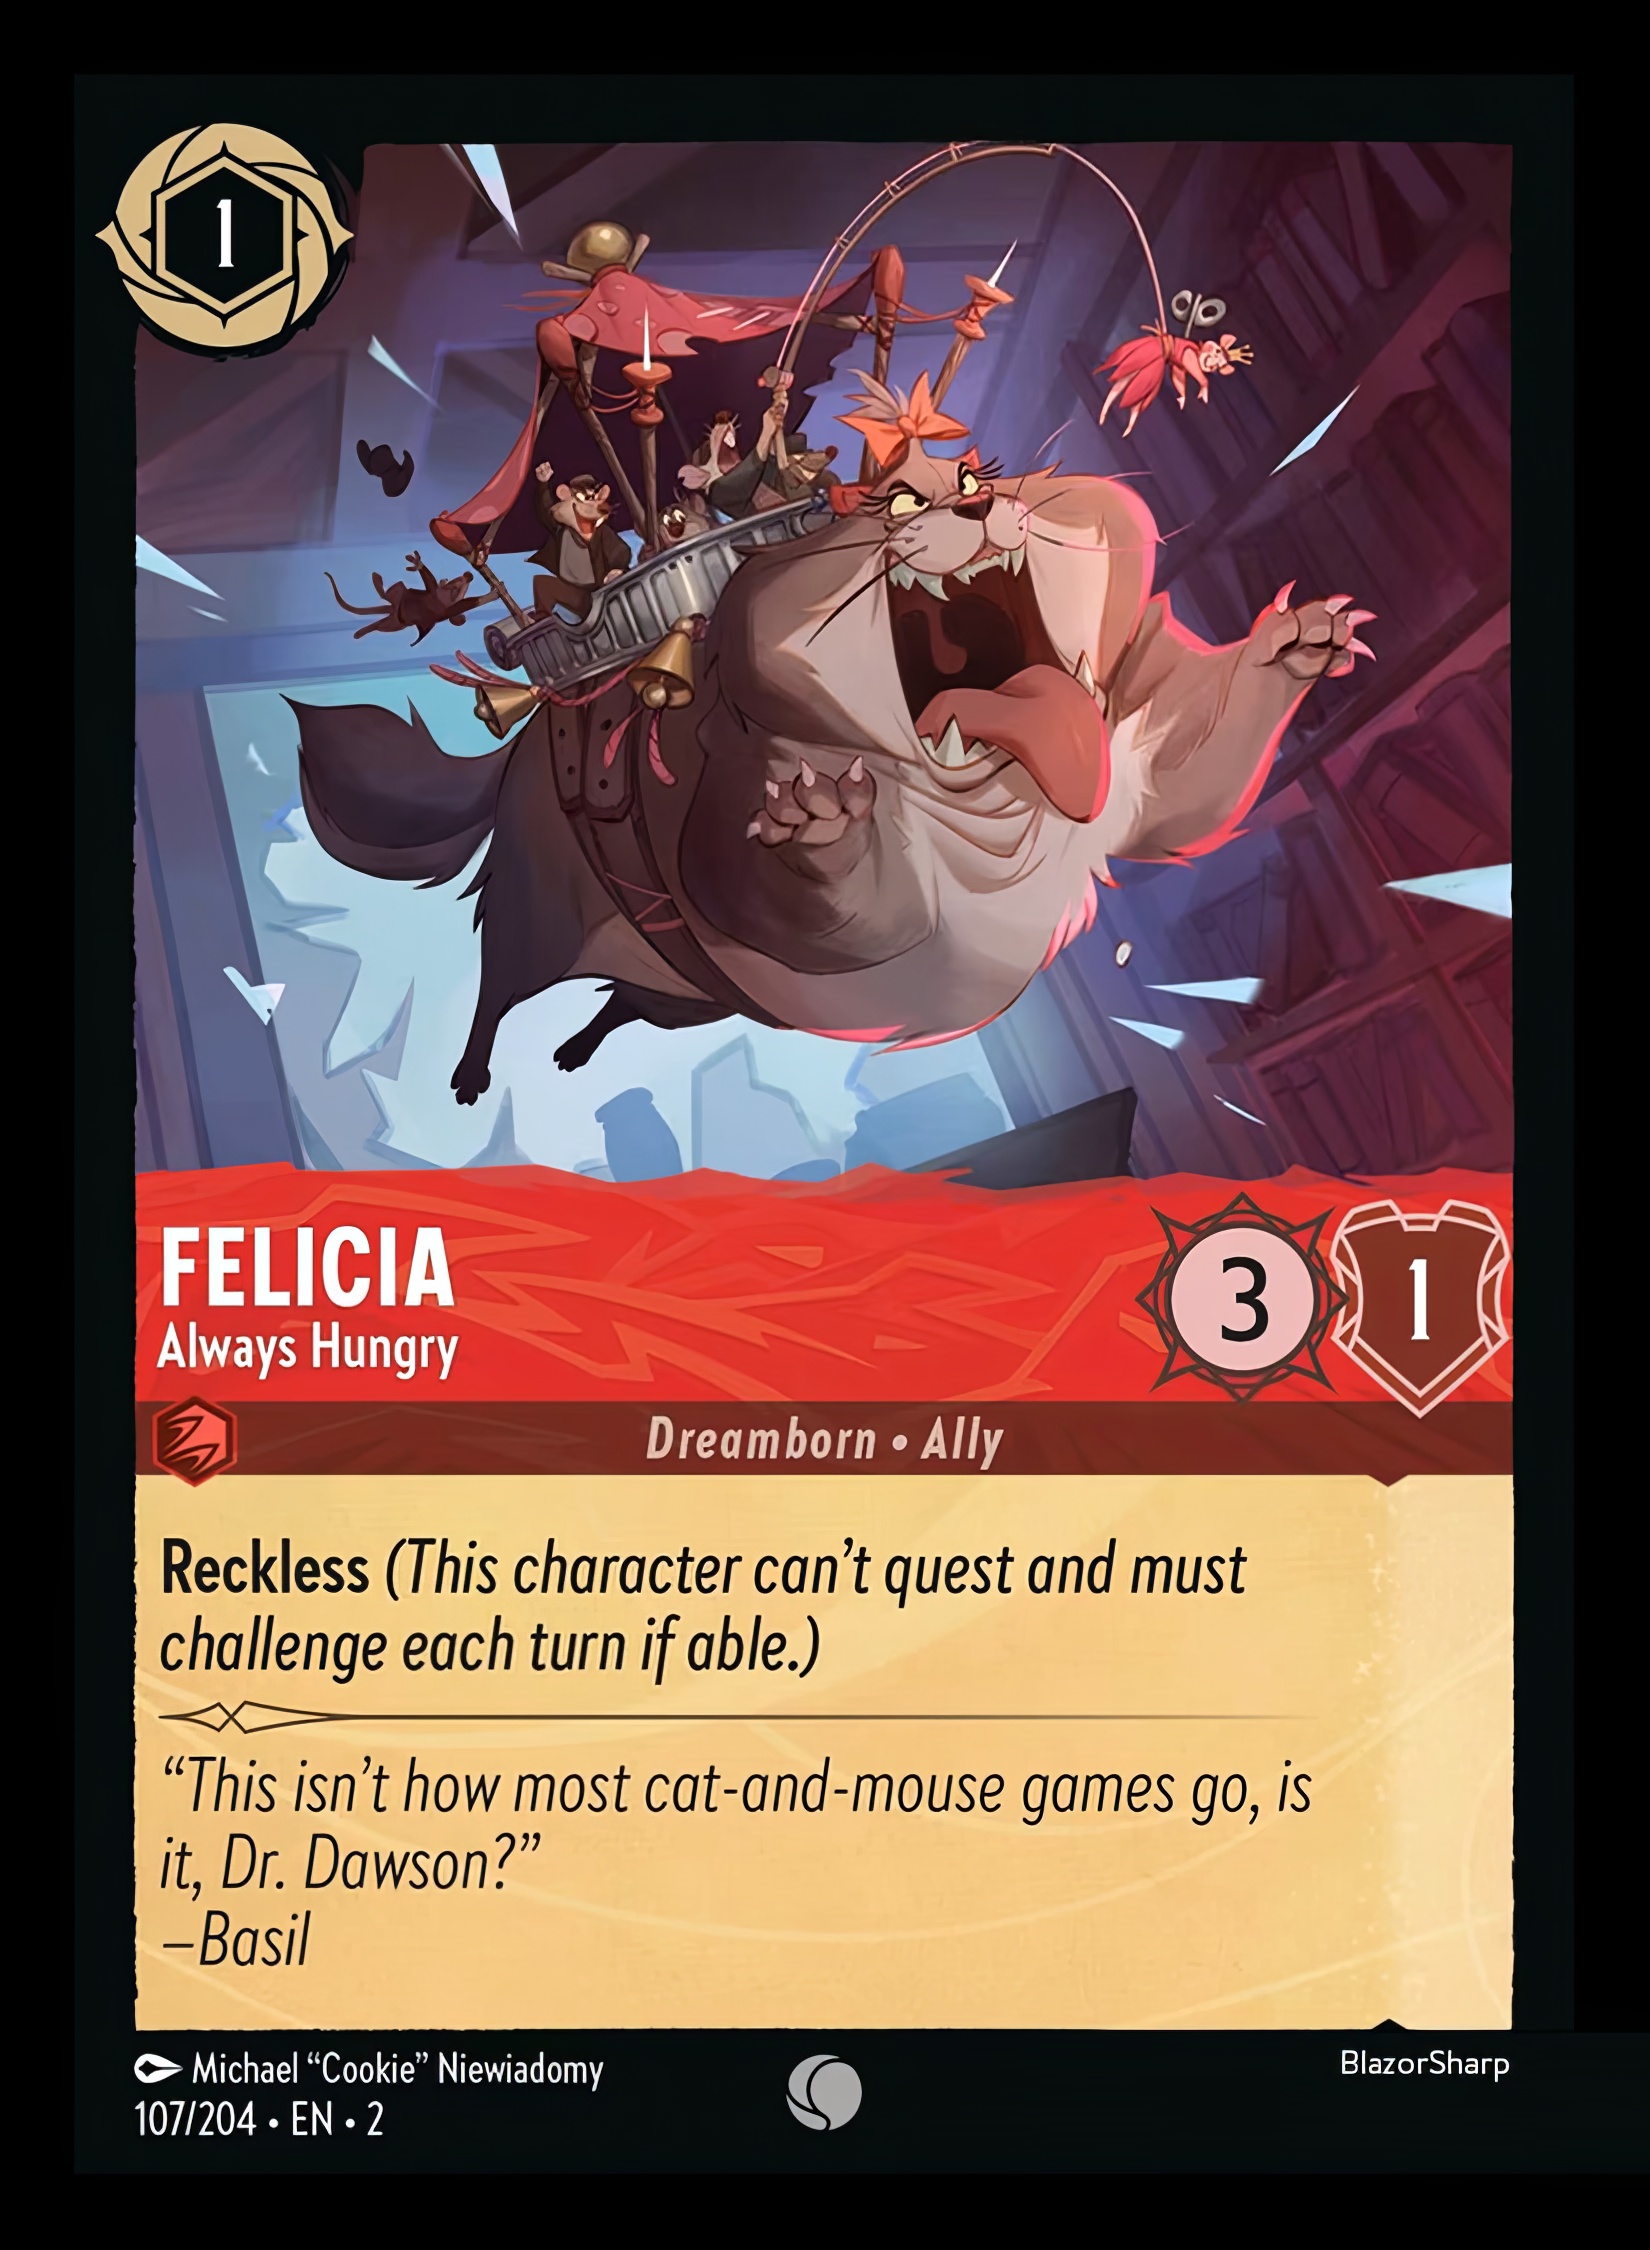 1
FELICIA
Always Hungry
3 1
Dreamborn • Ally
Reckless (This character can’t quest and must
challenge each turn if able.)
“This isn’t how most cat-and-mouse games go, is
it, Dr. Dawson?”
–Basil
Michael “Cookie” Niewiadomy
BlazorSharp
107/204 • EN • 2